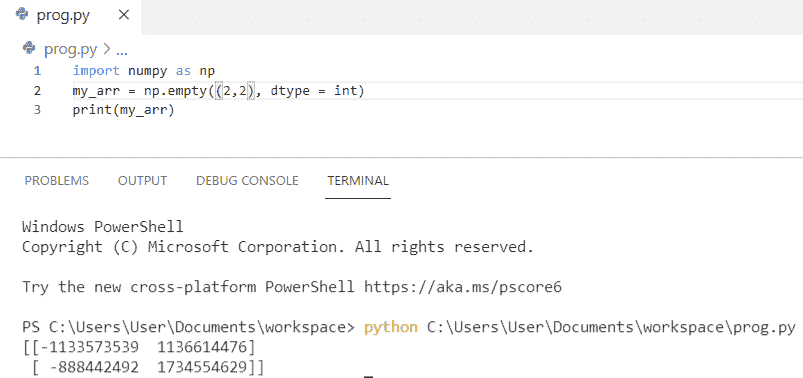 prog.py ×
prog.py > ...
1 import numpy as np
2 my_arr = np.empty((2,2), dtype = int)
3 print(my_arr)
PROBLEMS OUTPUT DEBUG CONSOLE TERMINAL
Windows PowerShell
Copyright (C) Microsoft Corporation. All rights reserved.
Try the new cross-platform PowerShell https://aka.ms/pscore6
PS C:\Users\User\Documents\workspace> python C:\Users\User\Documents\workspace\prog.py
[[-1133573539  1136614476]
 [ -888442492  1734554629]]